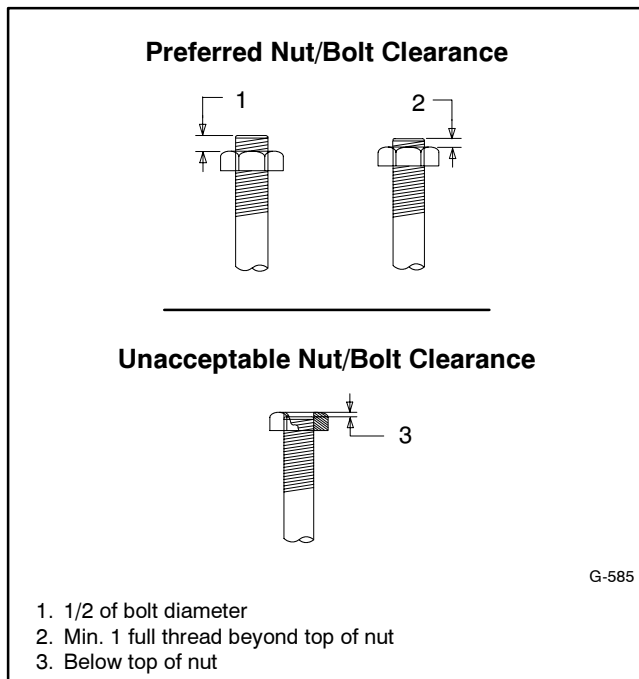 Preferred Nut/Bolt Clearance
1
2
Unacceptable Nut/Bolt Clearance
3
G-585
1. 1/2 of bolt diameter
2. Min. 1 full thread beyond top of nut
3. Below top of nut